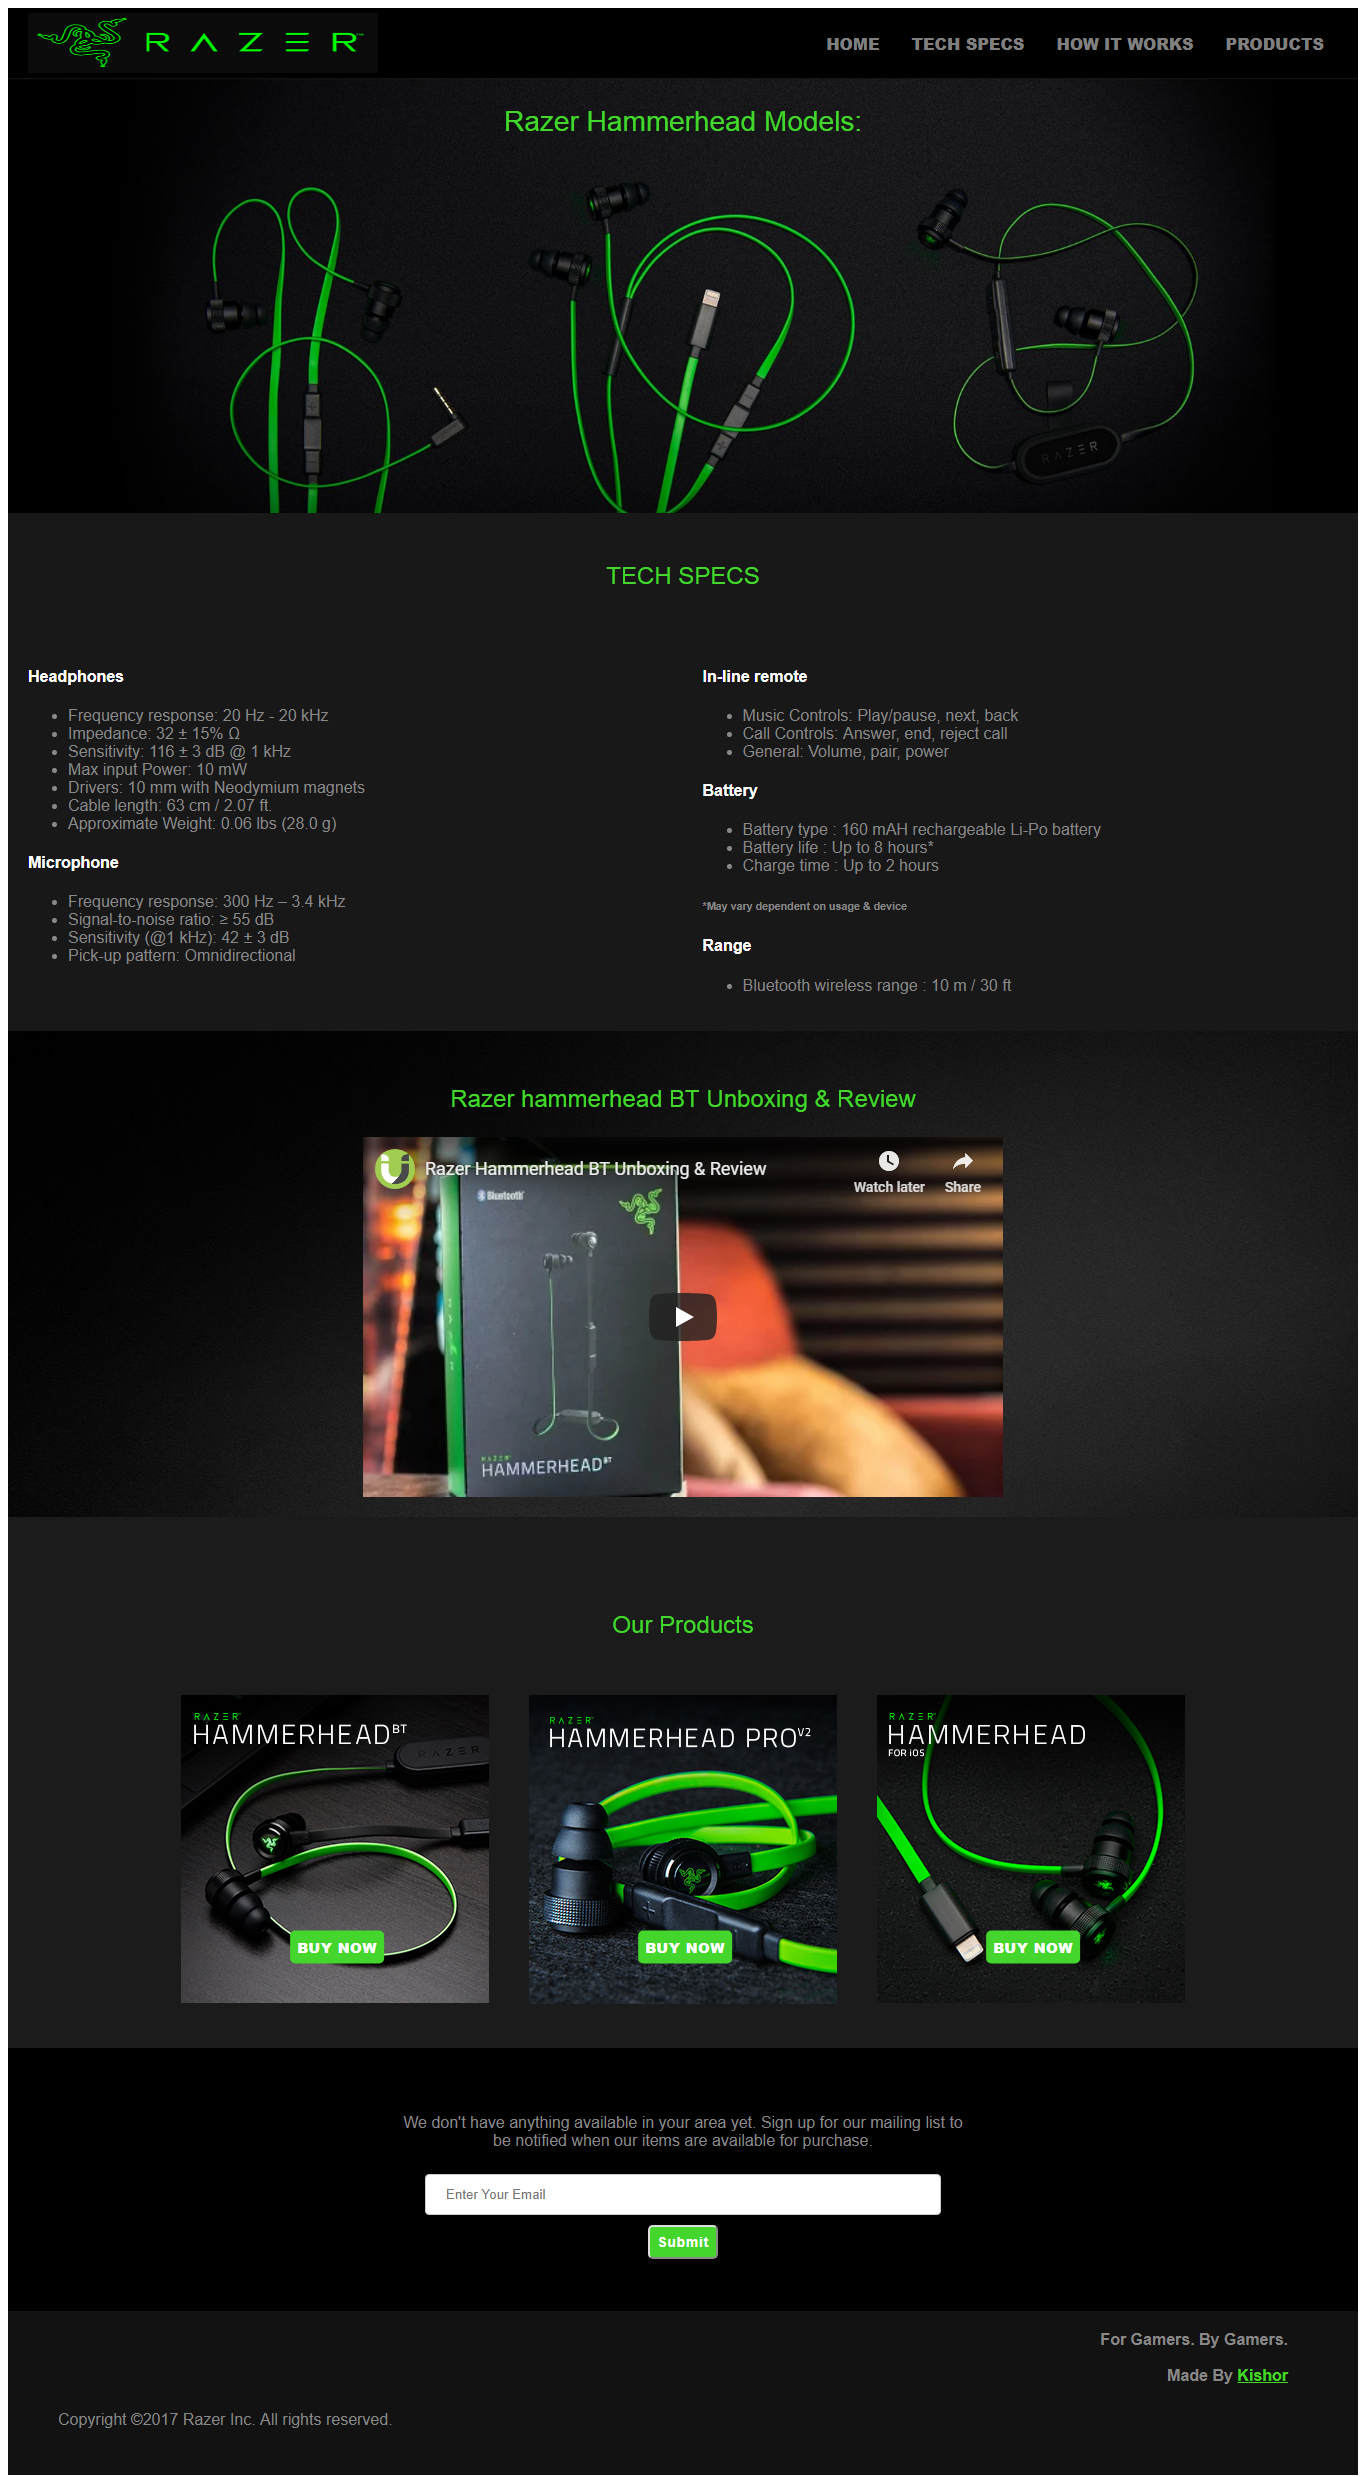 RAZER™
HOME TECH SPECS HOW IT WORKS PRODUCTS
Razer Hammerhead Models:
RAZER
TECH SPECS
Headphones
Frequency response: 20 Hz - 20 kHz
Impedance: 32 ± 15% Ω
Sensitivity: 116 ± 3 dB @ 1 kHz
Max input Power: 10 mW
Drivers: 10 mm with Neodymium magnets
Cable length: 63 cm / 2.07 ft.
Approximate Weight: 0.06 lbs (28.0 g)
Microphone
Frequency response: 300 Hz – 3.4 kHz
Signal-to-noise ratio: ≥ 55 dB
Sensitivity (@1 kHz): 42 ± 3 dB
Pick-up pattern: Omnidirectional
In-line remote
Music Controls: Play/pause, next, back
Call Controls: Answer, end, reject call
General: Volume, pair, power
Battery
Battery type : 160 mAH rechargeable Li-Po battery
Battery life : Up to 8 hours*
Charge time : Up to 2 hours
*May vary dependent on usage & device
Range
Bluetooth wireless range : 10 m / 30 ft
Razer hammerhead BT Unboxing & Review
Razer Hammerhead BT Unboxing & Review
Watch later Share
Bluetooth
RAZER
RAZER
HAMMERHEAD BT
Our Products
RAZER
HAMMERHEAD BT
RAZER
BUY NOW
RAZER
HAMMERHEAD PRO V2
BUY NOW
RAZER
HAMMERHEAD
FOR iOS
BUY NOW
We don't have anything available in your area yet. Sign up for our mailing list to
be notified when our items are available for purchase.
Enter Your Email
Submit
For Gamers. By Gamers.
Made By Kishor
Copyright ©2017 Razer Inc. All rights reserved.